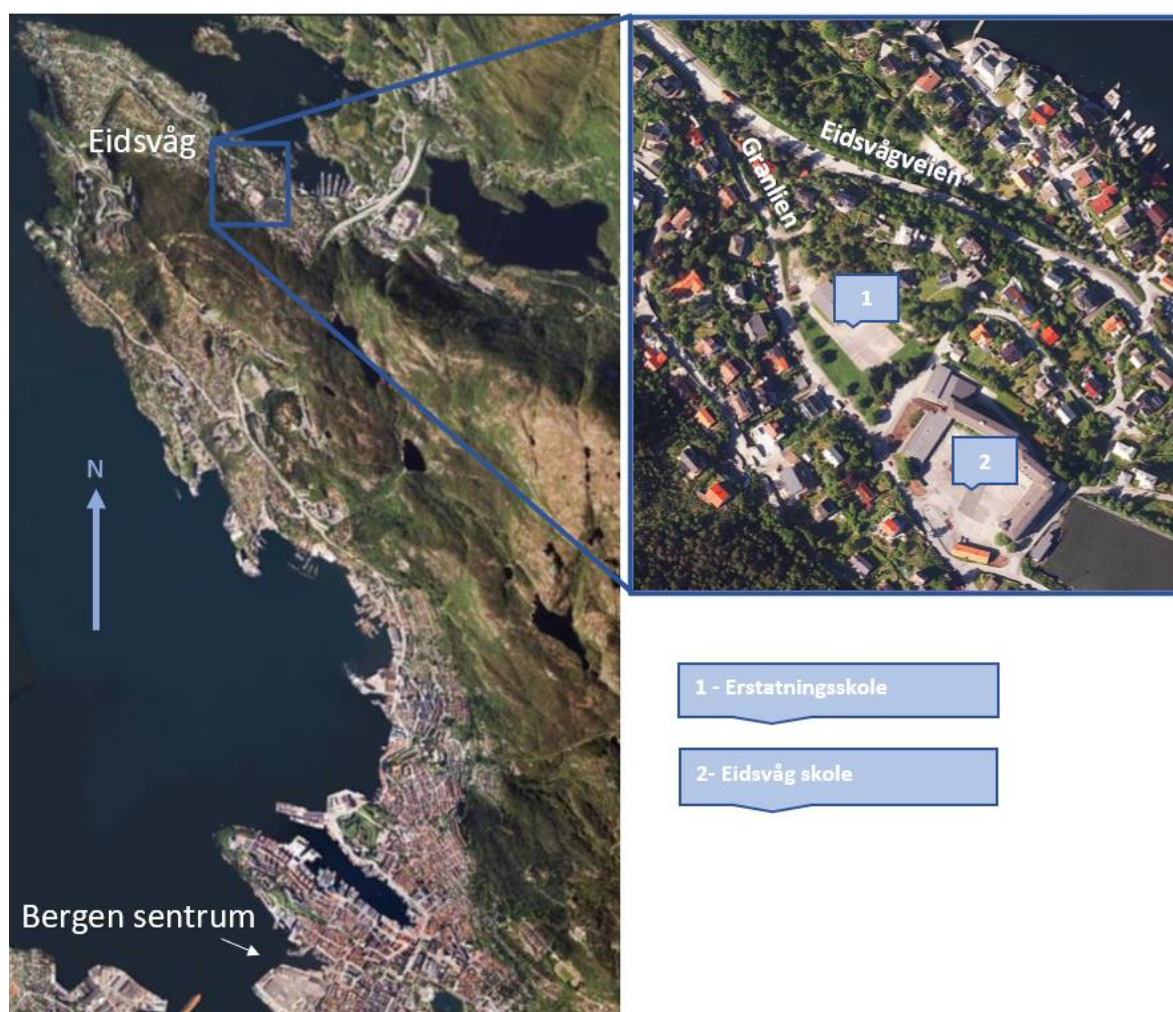 Eidsvåg
N
Bergen sentrum
Granlien
Eidsvågveien
1
2
1 - Erstatningsskole
2- Eidsvåg skole